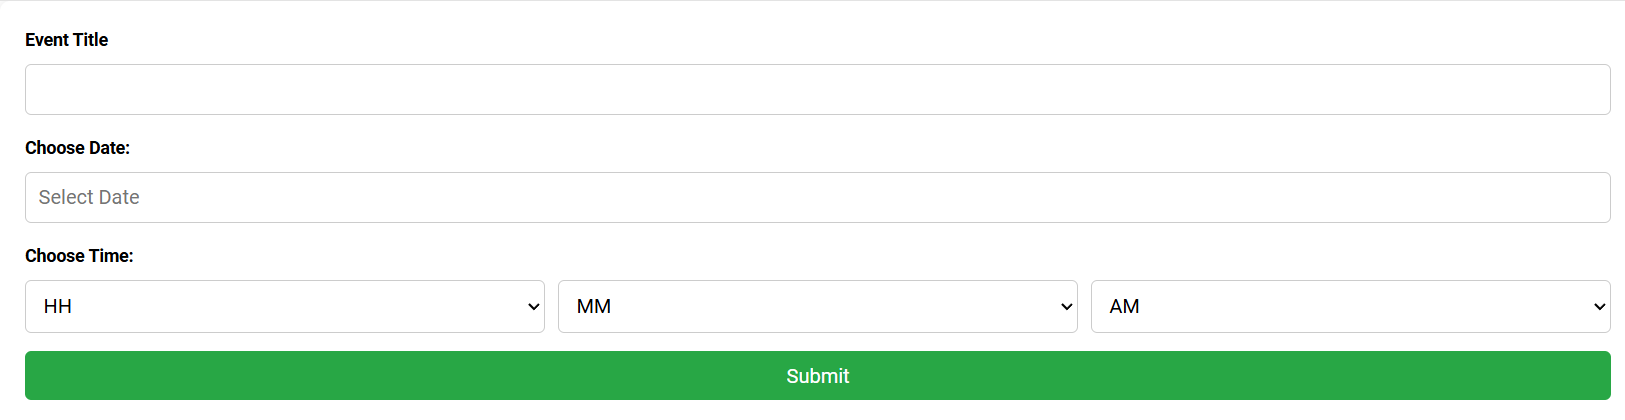 Event Title
Choose Date:
Select Date
Choose Time:
HH MM AM
Submit